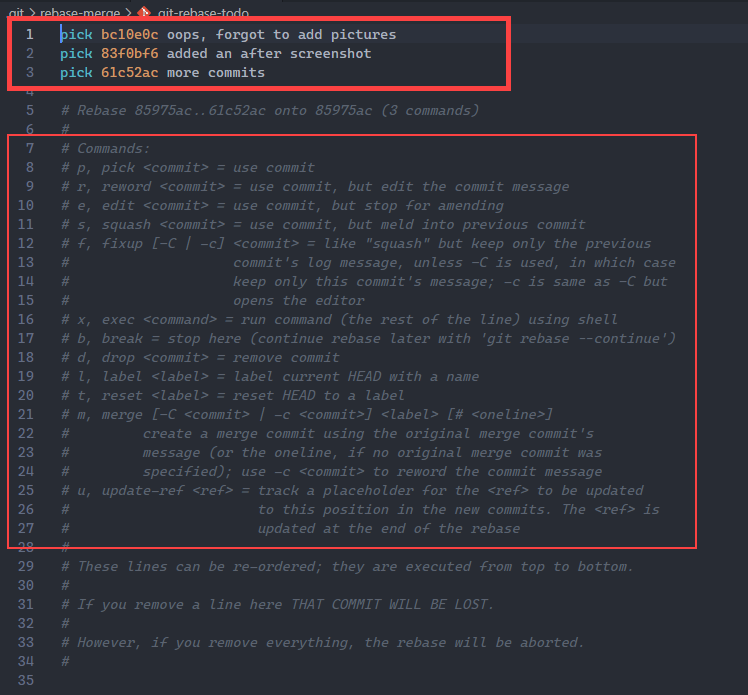 .git > rebase-merge > git-rebase-todo
1 pick bc10e0c oops, forgot to add pictures
2 pick 83f0bf6 added an after screenshot
3 pick 61c52ac more commits
4
5 # Rebase 85975ac..61c52ac onto 85975ac (3 commands)
6 #
7 # Commands:
8 # p, pick <commit> = use commit
9 # r, reword <commit> = use commit, but edit the commit message
10 # e, edit <commit> = use commit, but stop for amending
11 # s, squash <commit> = use commit, but meld into previous commit
12 # f, fixup [-C | -c] <commit> = like "squash" but keep only the previous
13 #                    commit's log message, unless -C is used, in which case
14 #                    keep only this commit's message; -c is same as -C but
15 #                    opens the editor
16 # x, exec <command> = run command (the rest of the line) using shell
17 # b, break = stop here (continue rebase later with 'git rebase --continue')
18 # d, drop <commit> = remove commit
19 # l, label <label> = label current HEAD with a name
20 # t, reset <label> = reset HEAD to a label
21 # m, merge [-C <commit> | -c <commit>] <label> [# <oneline>]
22 #         create a merge commit using the original merge commit's
23 #         message (or the oneline, if no original merge commit was
24 #         specified); use -c <commit> to reword the commit message
25 # u, update-ref <ref> = track a placeholder for the <ref> to be updated
26 #                       to this position in the new commits. The <ref> is
27 #                       updated at the end of the rebase
28 #
29 # These lines can be re-ordered; they are executed from top to bottom.
30 #
31 # If you remove a line here THAT COMMIT WILL BE LOST.
32 #
33 # However, if you remove everything, the rebase will be aborted.
34 #
35